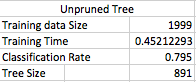 Unpruned Tree
Training data Size 1999
Training Time 0.45212293
Classification Rate 0.795
Tree Size 891